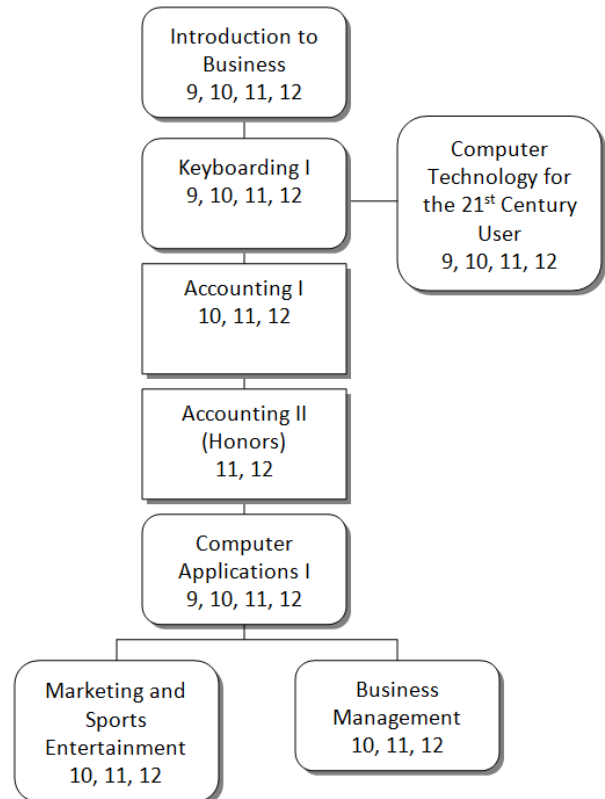 Introduction to
Business
9, 10, 11, 12
Keyboarding I
9, 10, 11, 12
Computer
Technology for
the 21st Century
User
9, 10, 11, 12
Accounting I
10, 11, 12
Accounting II
(Honors)
11, 12
Computer
Applications I
9, 10, 11, 12
Marketing and
Sports
Entertainment
10, 11, 12
Business
Management
10, 11, 12